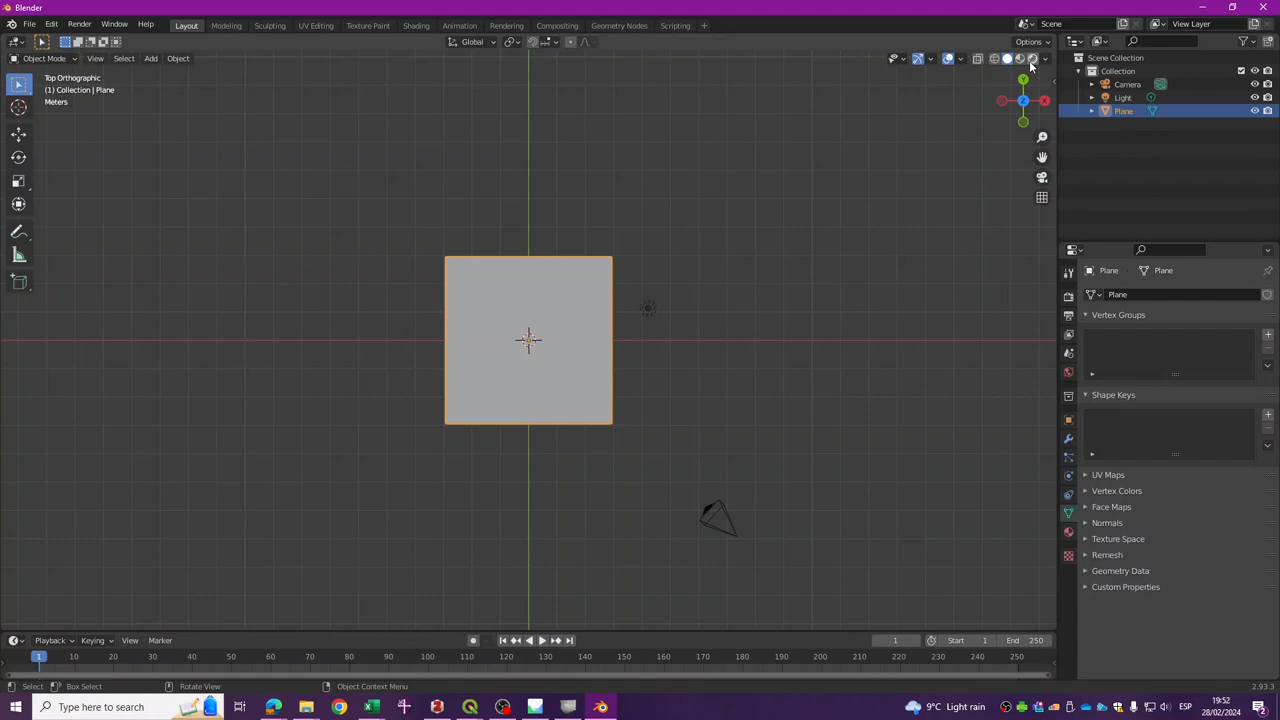 Blender
File Edit Render Window Help Layout Modeling Sculpting UV Editing Texture Paint Shading Animation Rendering Compositing Geometry Nodes Scripting + Scene View Layer
Global Options
Object Mode View Select Add Object
Top Orthographic
(1) Collection | Plane
Meters
Y
Z X
Scene Collection
Collection
Camera
Light
Plane
Plane Plane
Plane
Vertex Groups
Shape Keys
UV Maps
Vertex Colors
Face Maps
Normals
Texture Space
Remesh
Geometry Data
Custom Properties
Playback Keying View Marker 1 Start 1 End 250
1 10 20 30 40 50 60 70 80 90 100 110 120 130 140 150 160 170 180 190 200 210 220 230 240 250
Select Box Select Rotate View Object Context Menu 2.93.3
Type here to search 9°C Light rain ESP 19:52
28/02/2024